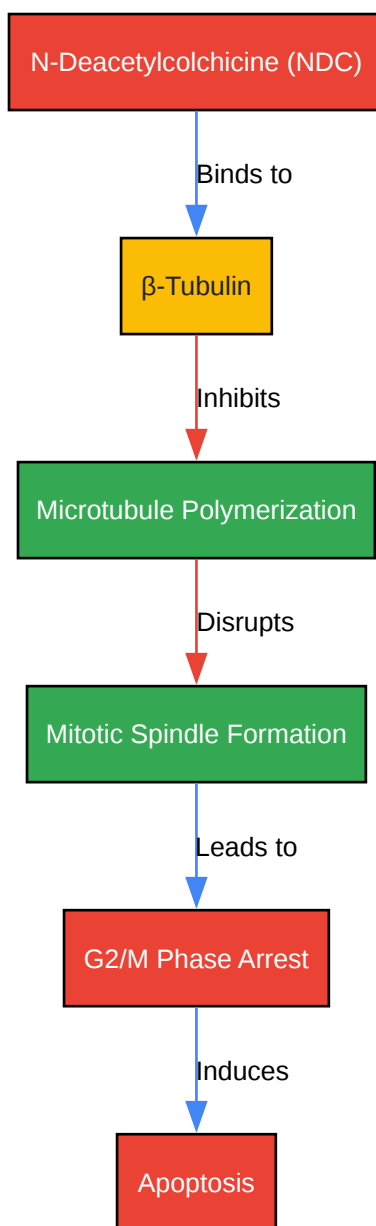 N-Deacetylcolchicine (NDC)
Binds to
β-Tubulin
Inhibits
Microtubule Polymerization
Disrupts
Mitotic Spindle Formation
Leads to
G2/M Phase Arrest
Induces
Apoptosis